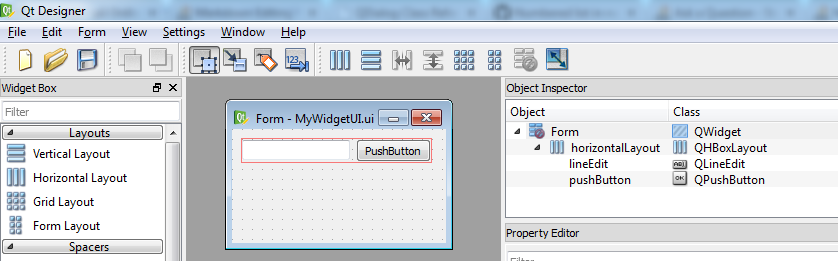 Qt Designer
File Edit Form View Settings Window Help
Widget Box
Filter
Layouts
Vertical Layout
Horizontal Layout
Grid Layout
Form Layout
Spacers
Form - MyWidgetUI.ui
PushButton
Object Inspector
Object Class
Form QWidget
horizontalLayout QHBoxLayout
lineEdit QLineEdit
pushButton QPushButton
Property Editor
Filter